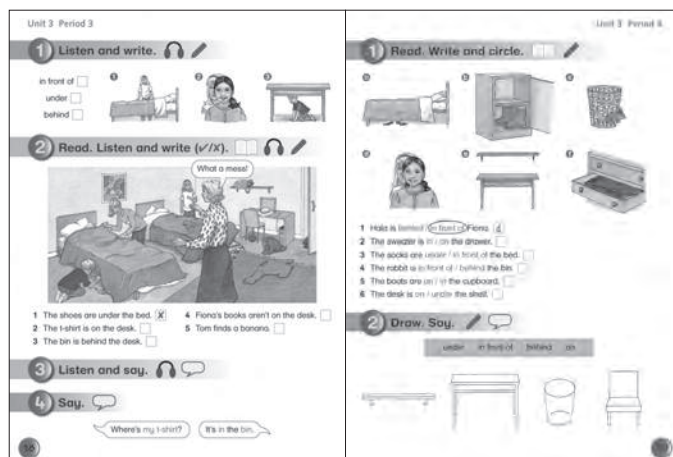 Unit 3 Period 3
1 Listen and write.
in front of
under
behind
1
2
3
2 Read. Listen and write (✓/X).
What a mess!
1 The shoes are under the bed. X
2 The t-shirt is on the desk.
3 The bin is behind the desk.
4 Fiona's books aren't on the desk.
5 Tom finds a banana.
3 Listen and say.
4 Say.
Where's my t-shirt?
It's in the bin.
Unit 3 Period
1 Read. Write and circle.
a
b
c
d
e
f
1 Hala is behind / in front of Fiona. d
2 The sweater is in / on the drawer.
3 The socks are under / in front of the bed.
4 The rabbit is in front of / behind the bin.
5 The boots are on / in the cupboard.
6 The desk is on / under the shelf.
2 Draw. Say.
under in front of behind on